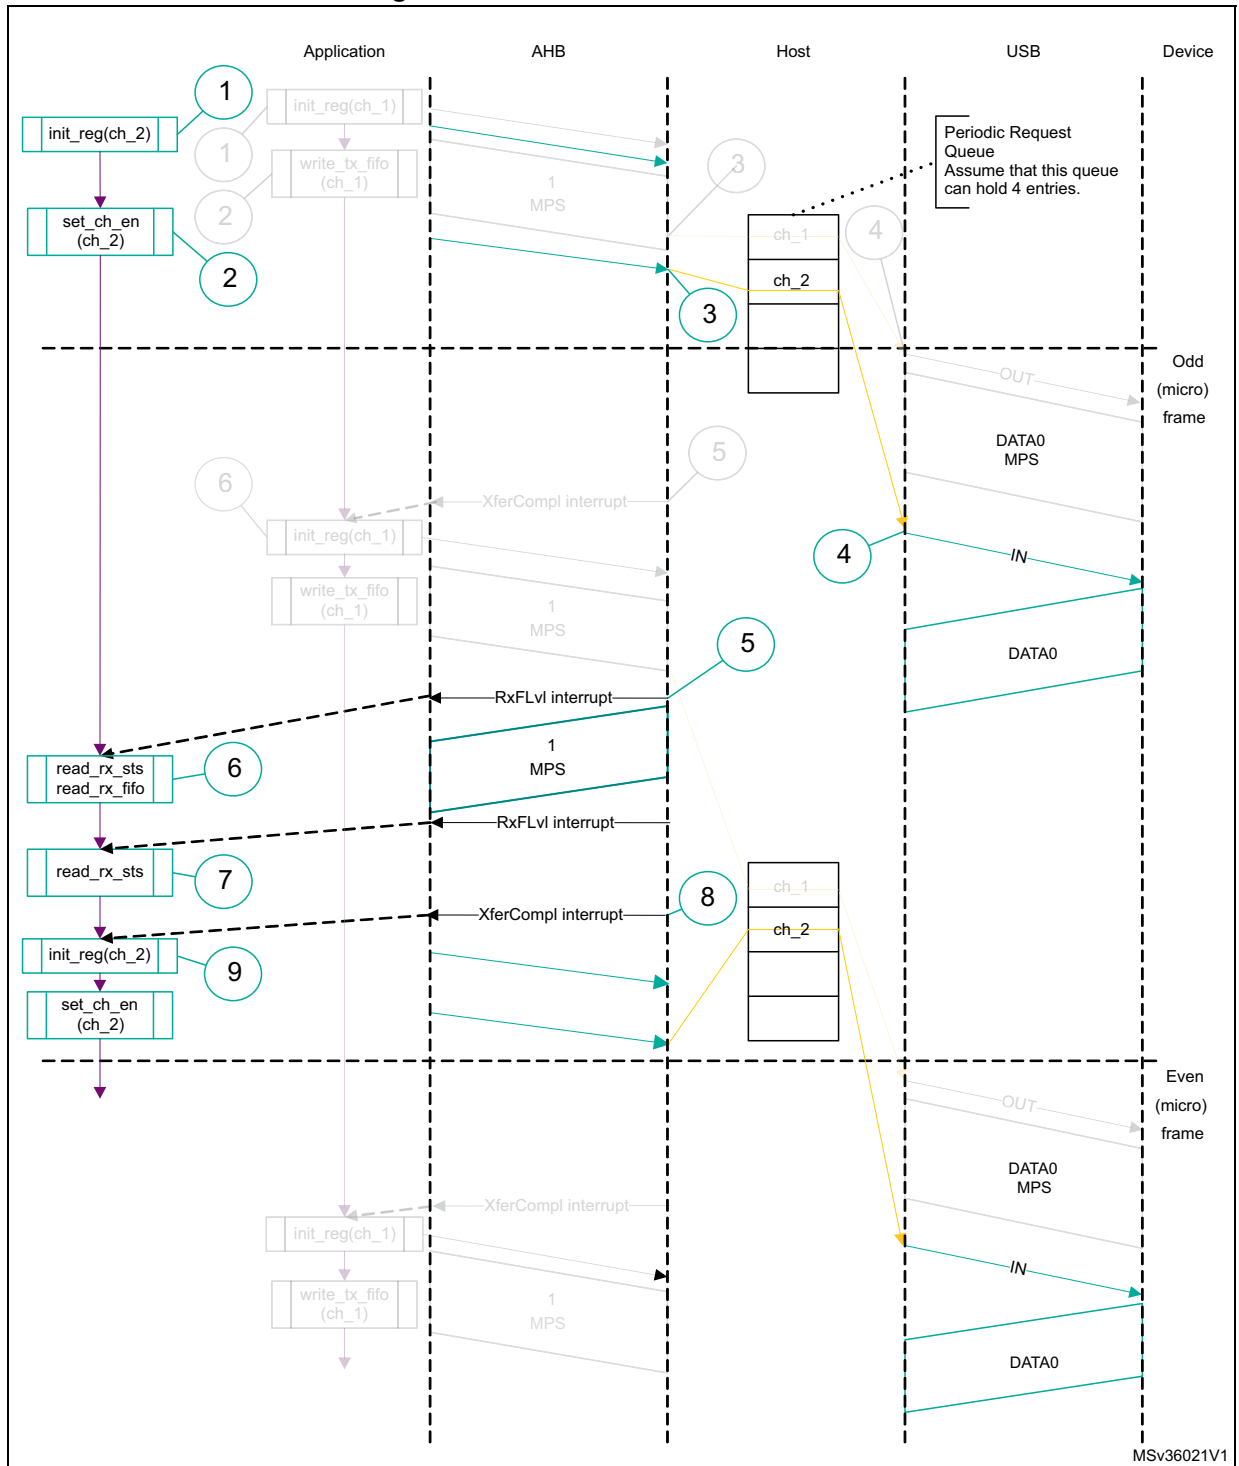 Application
AHB
Host
USB
Device
1
init_reg(ch_1)
init_reg(ch_2)
1
write_tx_fifo
(ch_1)
1
MPS
3
Periodic Request
Queue
Assume that this queue
can hold 4 entries.
2
set_ch_en
(ch_2)
2
ch_1
4
ch_2
3
Odd
(micro)
frame
OUT
DATA0
MPS
5
6
XferCompl interrupt
init_reg(ch_1)
4
IN
write_tx_fifo
(ch_1)
1
MPS
5
DATA0
RxFLvl interrupt
1
MPS
read_rx_sts
read_rx_fifo
6
RxFLvl interrupt
read_rx_sts
7
ch_1
8
XferCompl interrupt
ch_2
init_reg(ch_2)
9
set_ch_en
(ch_2)
Even
(micro)
frame
OUT
DATA0
MPS
XferCompl interrupt
init_reg(ch_1)
IN
write_tx_fifo
(ch_1)
1
MPS
DATA0
MSv36021V1